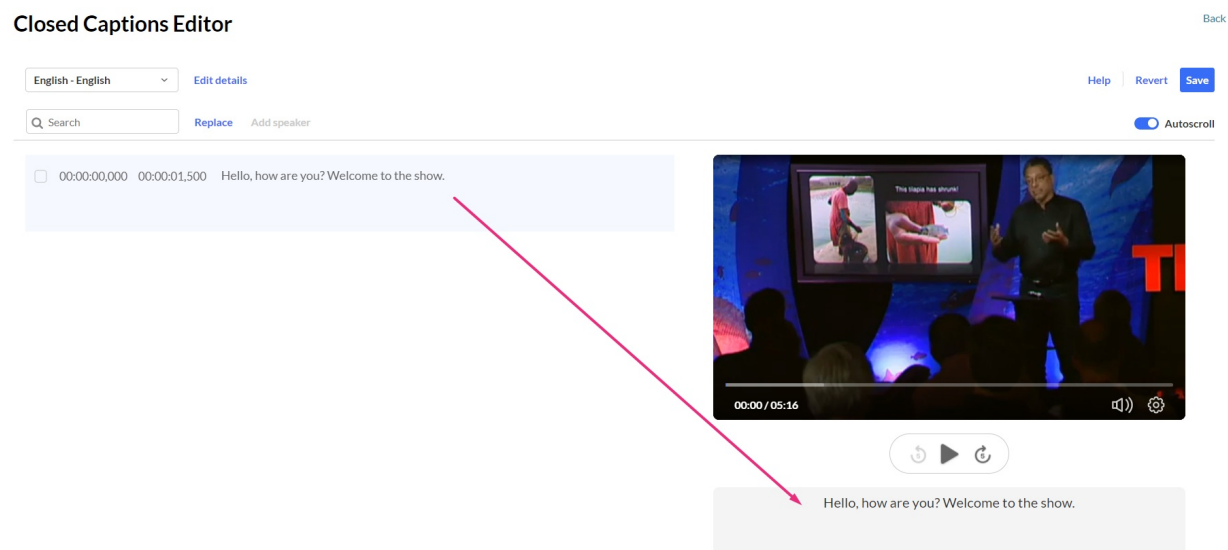 Closed Captions Editor
Back
English - English
Edit details
Help
Revert
Save
Search
Replace
Add speaker
Autoscroll
00:00:00,000 00:00:01,500 Hello, how are you? Welcome to the show.
This tilapia has shrunk!
00:00 / 05:16
5
5
Hello, how are you? Welcome to the show.